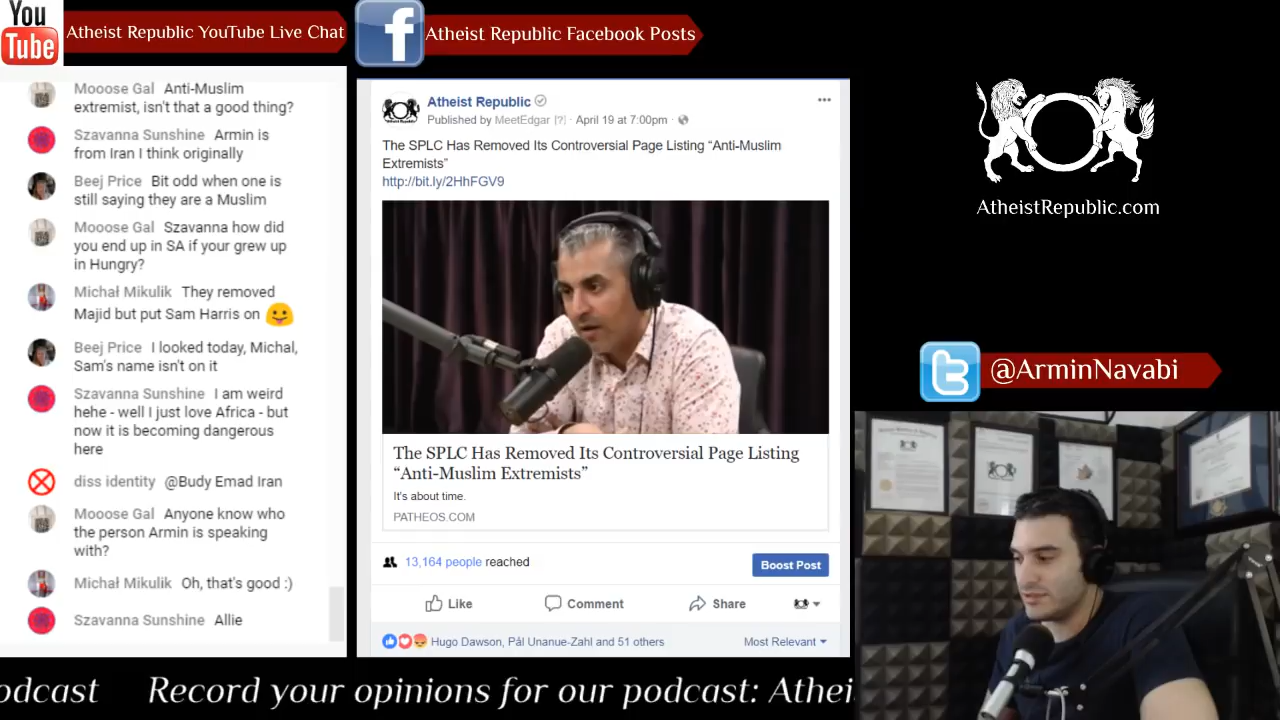 You
Tube
Atheist Republic YouTube Live Chat
Atheist Republic Facebook Posts
Mooose Gal Anti-Muslim
extremist, isn't that a good thing?
Szavanna Sunshine Armin is
from Iran I think originally
Beej Price Bit odd when one is
still saying they are a Muslim
Mooose Gal Szavanna how did
you end up in SA if your grew up
in Hungry?
Michał Mikulik They removed
Majid but put Sam Harris on
Beej Price I looked today, Michal,
Sam's name isn't on it
Szavanna Sunshine I am weird
hehe - well I just love Africa - but
now it is becoming dangerous
here
diss identity @Budy Emad Iran
Mooose Gal Anyone know who
the person Armin is speaking
with?
Michał Mikulik Oh, that's good :)
Szavanna Sunshine Allie
Atheist Republic
Published by MeetEdgar [?] · April 19 at 7:00pm ·
The SPLC Has Removed Its Controversial Page Listing “Anti-Muslim
Extremists”
http://bit.ly/2HhFGV9
The SPLC Has Removed Its Controversial Page Listing
“Anti-Muslim Extremists”
It's about time.
PATHEOS.COM
13,164 people reached
Boost Post
Like
Comment
Share
Hugo Dawson, Pål Unanue-Zahl and 51 others
Most Relevant
AtheistRepublic.com
@ArminNavabi
odcast Record your opinions for our podcast: Athei